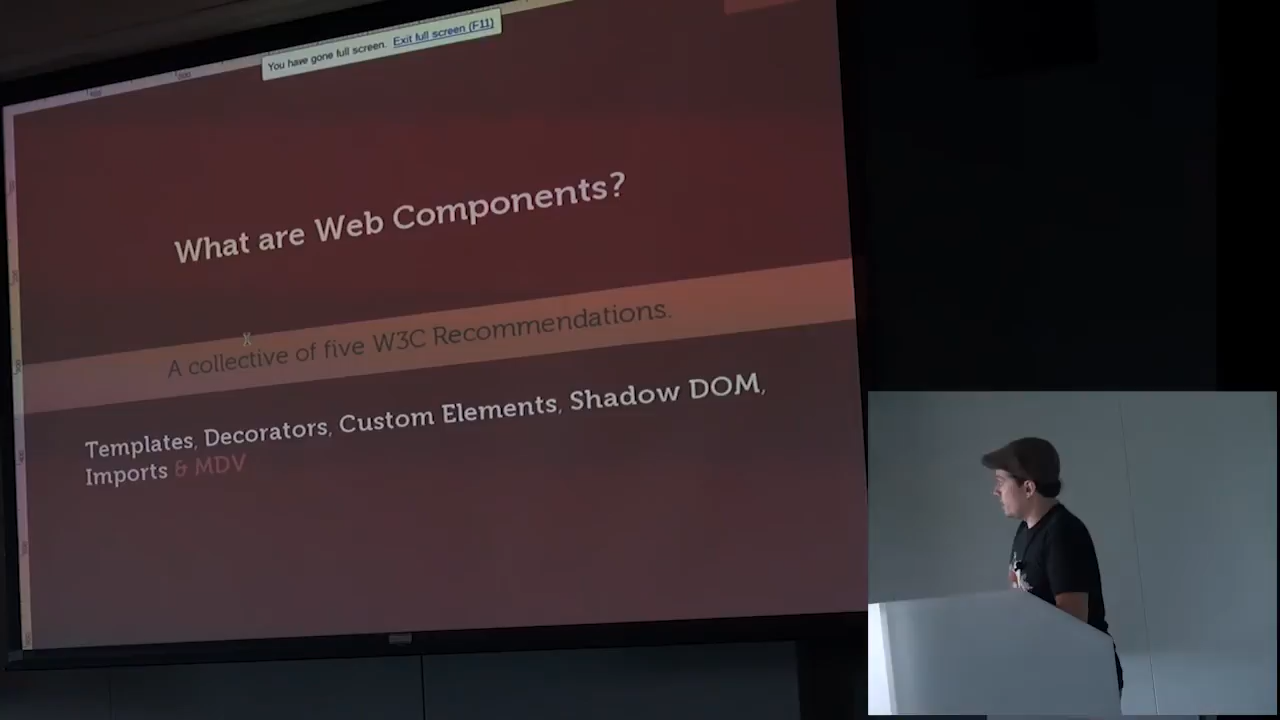 You have gone full screen. Exit full screen (F11)
What are Web Components?
A collective of five W3C Recommendations.
Templates, Decorators, Custom Elements, Shadow DOM,
Imports & MDV